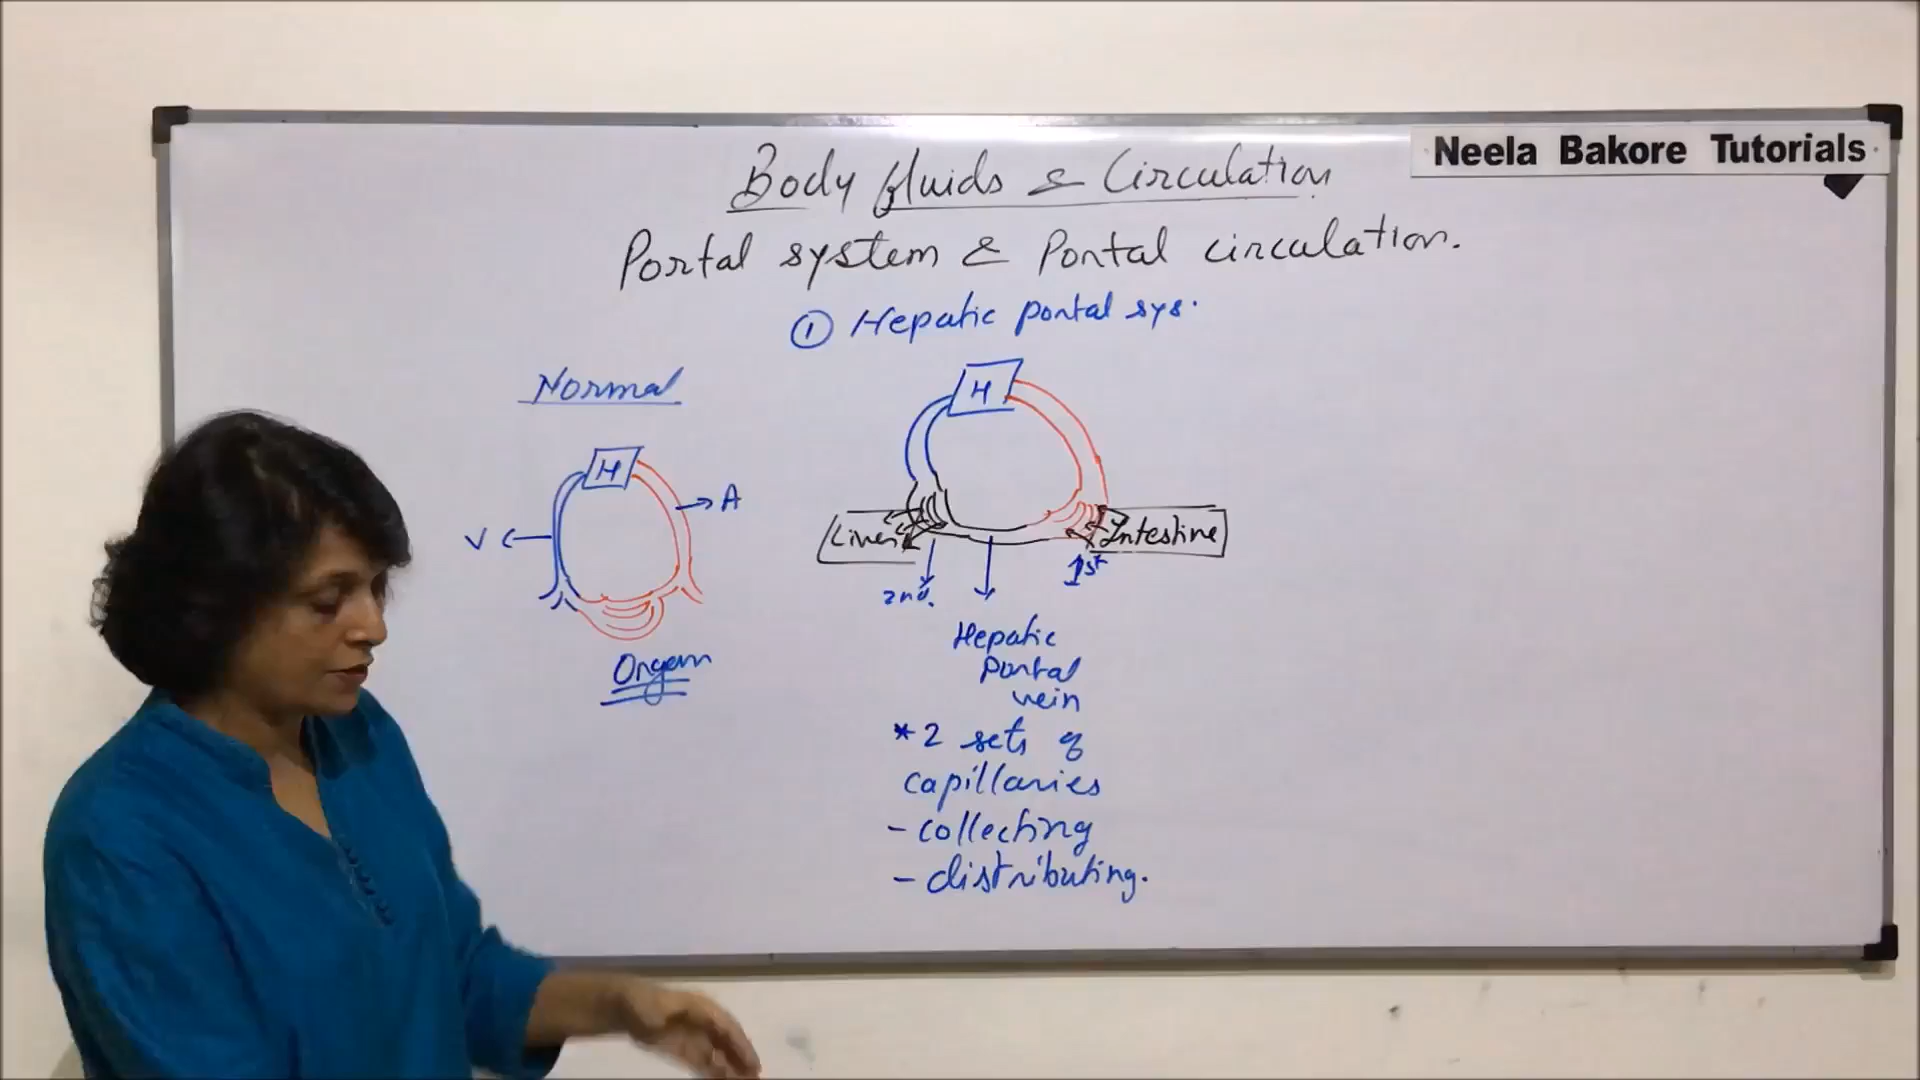 Neela Bakore Tutorials
Body fluids & Circulation
Portal system & Portal circulation.
① Hepatic portal sys.
Normal
H
A
V
Organ
H
Liver
Intestine
2nd.
1st
Hepatic
Portal
vein
* 2 sets of
capillaries
- collecting
- distributing.